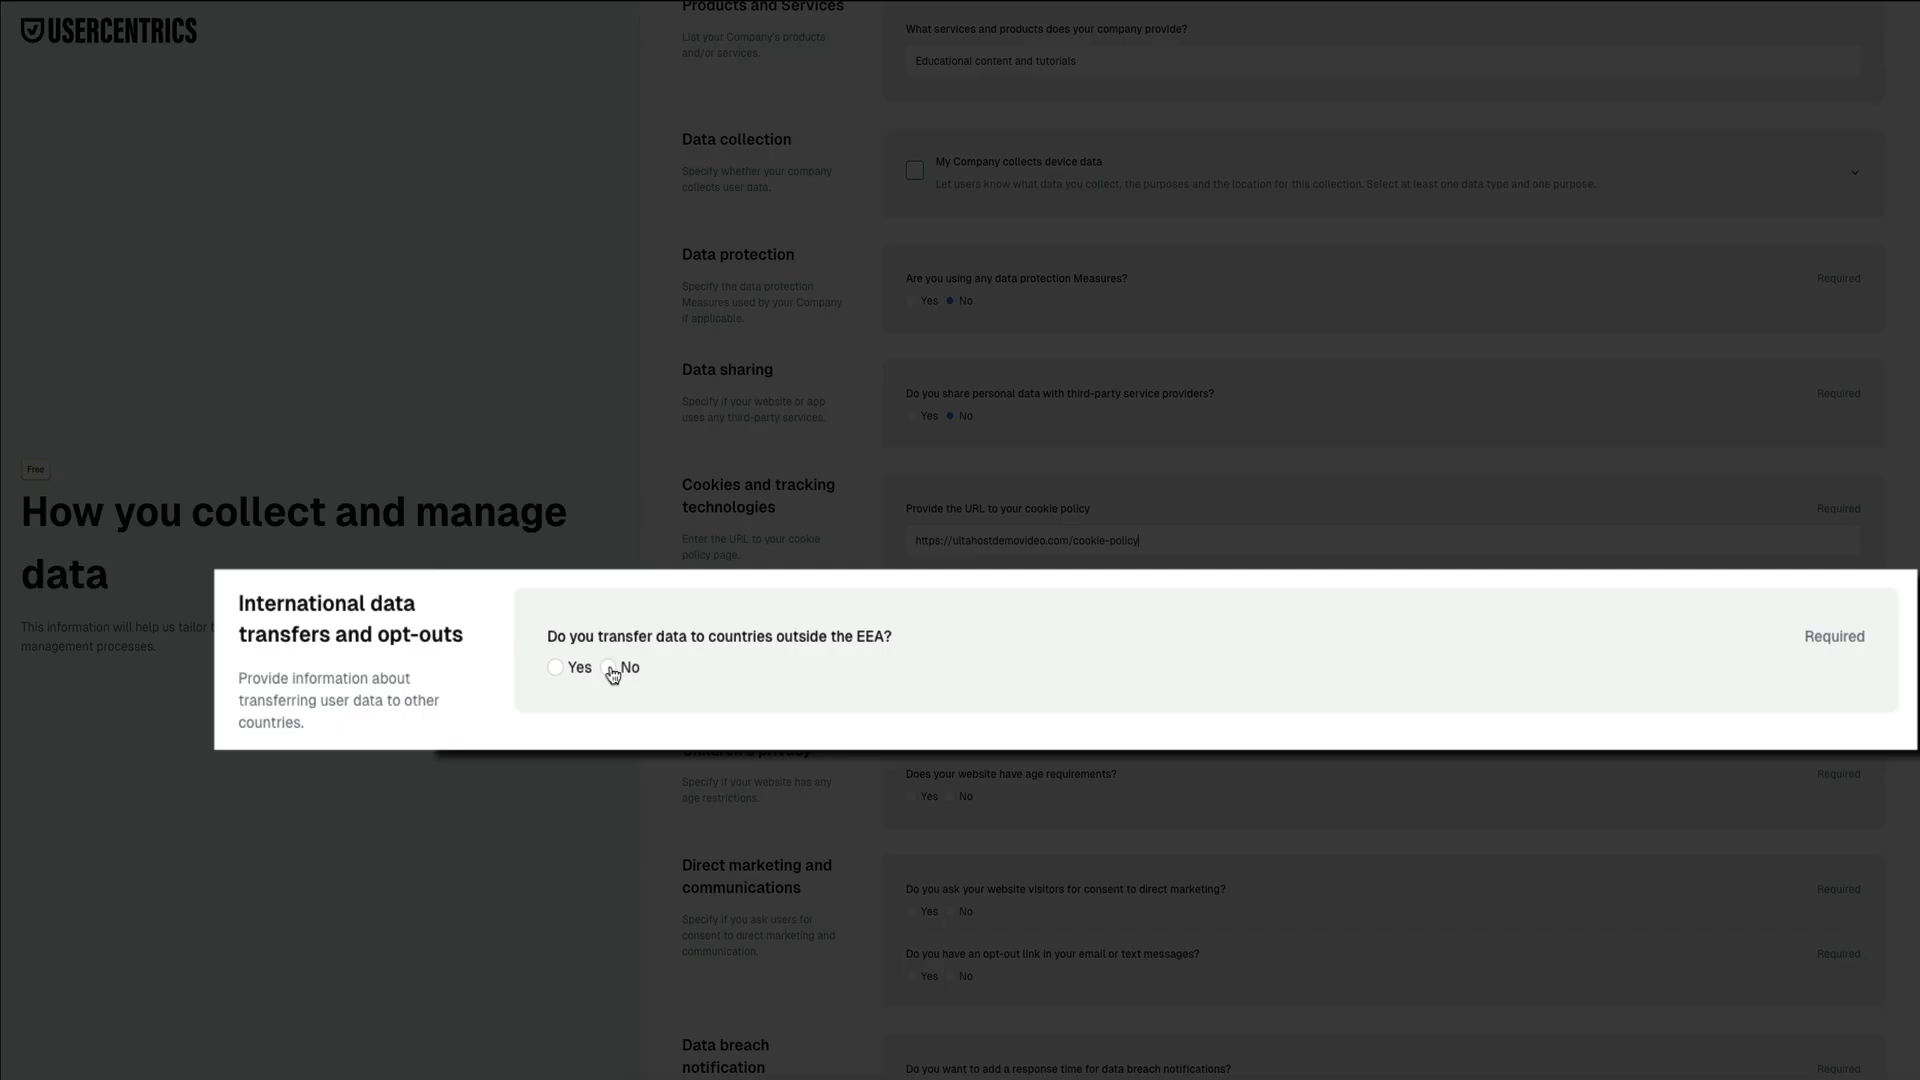 USERCENTRICS
Free
How you collect and manage
data
This information will help us tailor
management processes.
Products and Services
List your Company's products
and/or services.
What services and products does your company provide?
Educational content and tutorials
Data collection
Specify whether your company
collects user data.
My Company collects device data
Let users know what data you collect, the purposes and the location for this collection. Select at least one data type and one purpose.
Data protection
Specify the data protection
Measures used by your Company
if applicable.
Are you using any data protection Measures?
Required
Yes No
Data sharing
Specify if your website or app
uses any third-party services.
Do you share personal data with third-party service providers?
Required
Yes No
Cookies and tracking
technologies
Enter the URL to your cookie
policy page.
Provide the URL to your cookie policy
Required
https://ultahostdemovideo.com/cookie-policy
International data
transfers and opt-outs
Provide information about
transferring user data to other
countries.
Do you transfer data to countries outside the EEA?
Required
Yes No
Children's privacy
Specify if your website has any
age restrictions.
Does your website have age requirements?
Required
Yes No
Direct marketing and
communications
Specify if you ask users for
consent to direct marketing and
communication.
Do you ask your website visitors for consent to direct marketing?
Required
Yes No
Do you have an opt-out link in your email or text messages?
Required
Yes No
Data breach
notification
Do you want to add a response time for data breach notifications?
Required